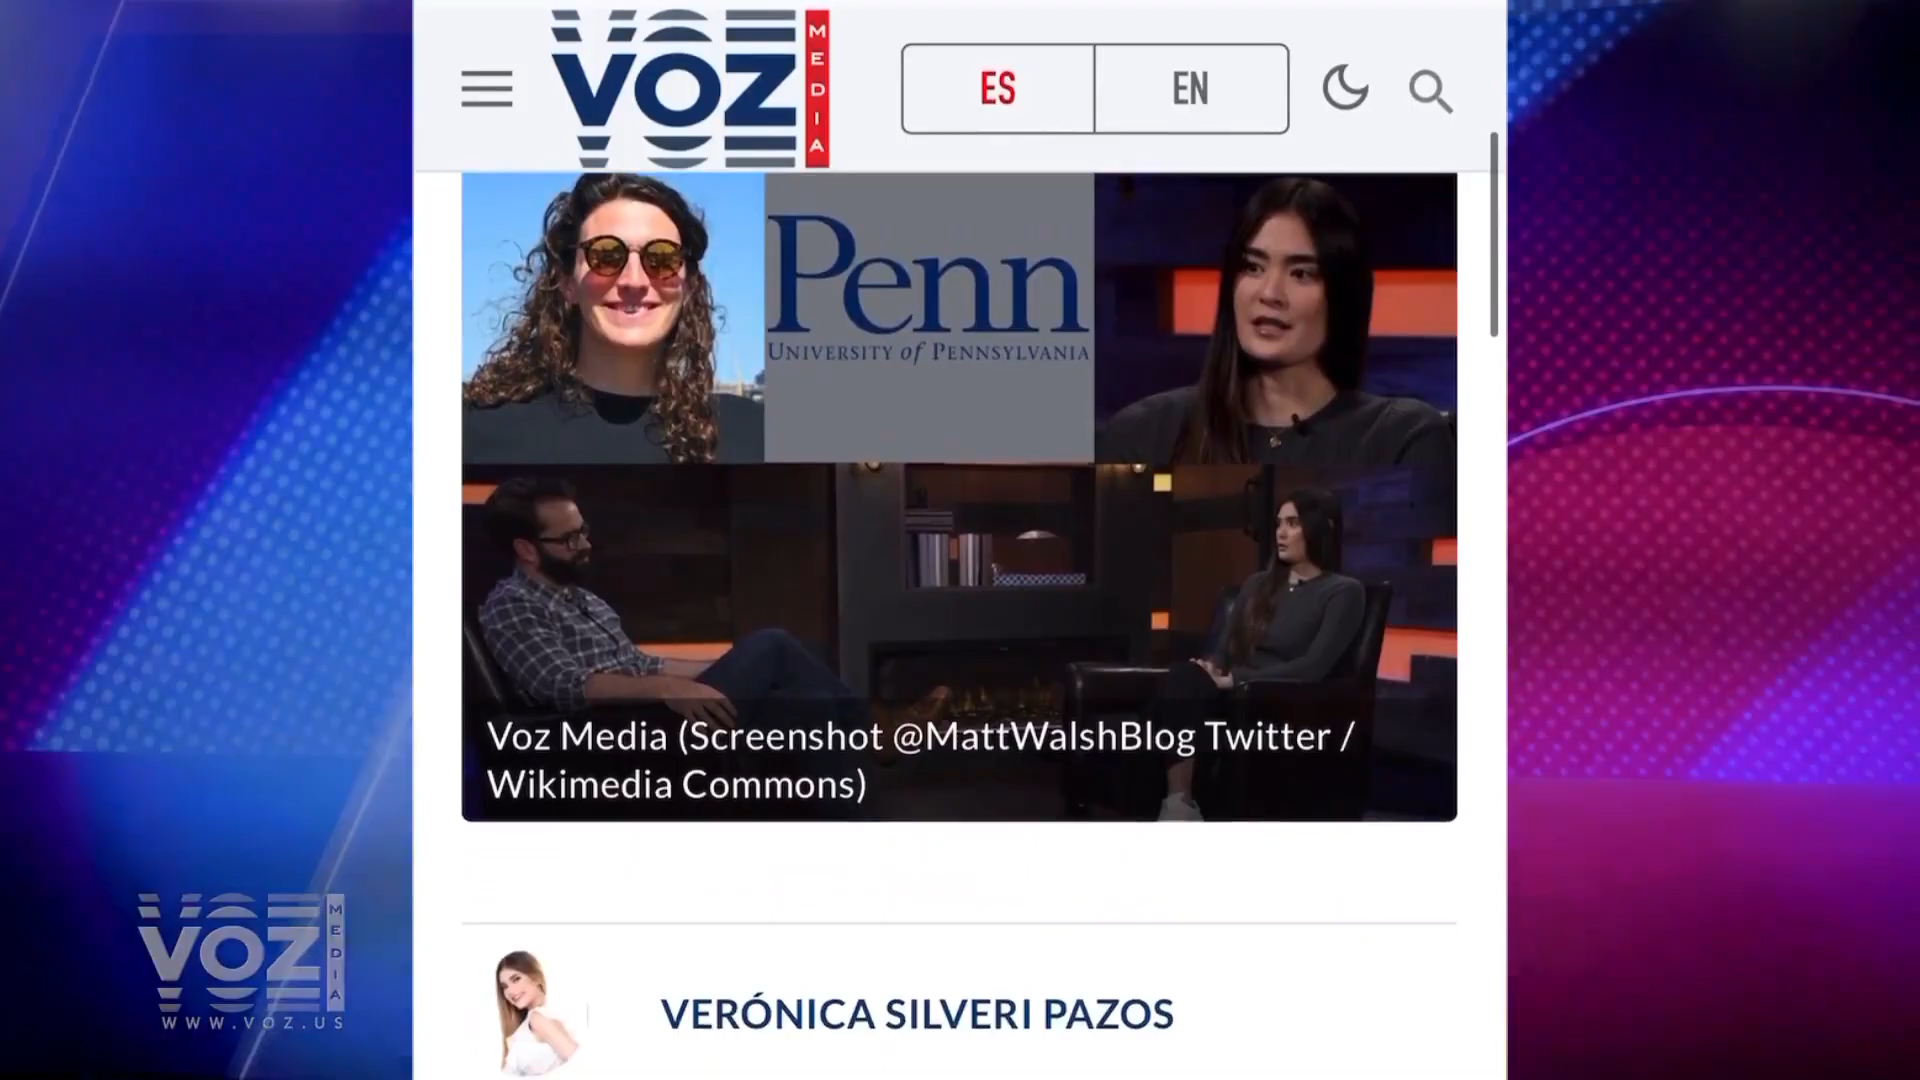 VOZ
MEDIA
ES
EN
Penn
UNIVERSITY of PENNSYLVANIA
Voz Media (Screenshot @MattWalshBlog Twitter /
Wikimedia Commons)
VERÓNICA SILVERI PAZOS
VOZ
MEDIA
WWW.VOZ.US